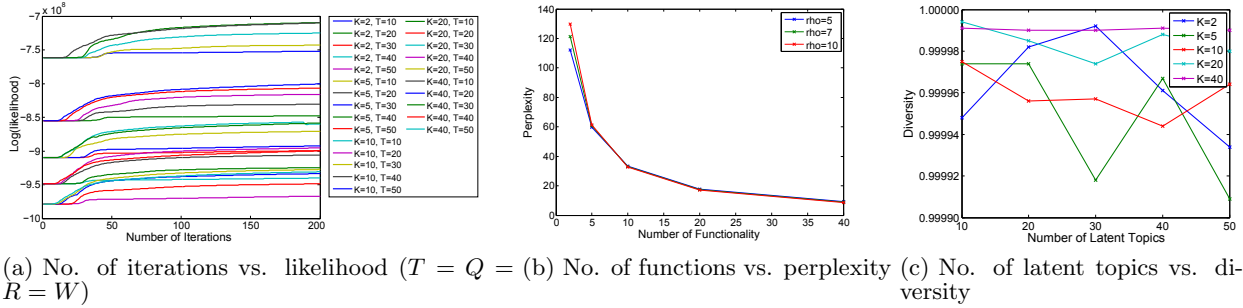 ×10^8
−7
−7.5
−8
−8.5
−9
−9.5
−10
0 50 100 150 200
Log(likelihood)
Number of Iterations
K=2, T=10 K=20, T=10
K=2, T=20 K=20, T=20
K=2, T=30 K=20, T=30
K=2, T=40 K=20, T=40
K=2, T=50 K=20, T=50
K=5, T=10 K=40, T=10
K=5, T=20 K=40, T=20
K=5, T=30 K=40, T=30
K=5, T=40 K=40, T=40
K=5, T=50 K=40, T=50
K=10, T=10
K=10, T=20
K=10, T=30
K=10, T=40
K=10, T=50
(a) No. of iterations vs. likelihood (T = Q =
R = W)
140
120
100
80
60
40
20
0
0 5 10 20 30 40
Perplexity
Number of Functionality
rho=5
rho=7
rho=10
(b) No. of functions vs. perplexity
1.00000
0.99998
0.99996
0.99994
0.99992
0.99990
10 20 30 40 50
Diversity
Number of Latent Topics
K=2
K=5
K=10
K=20
K=40
(c) No. of latent topics vs. di-
versity